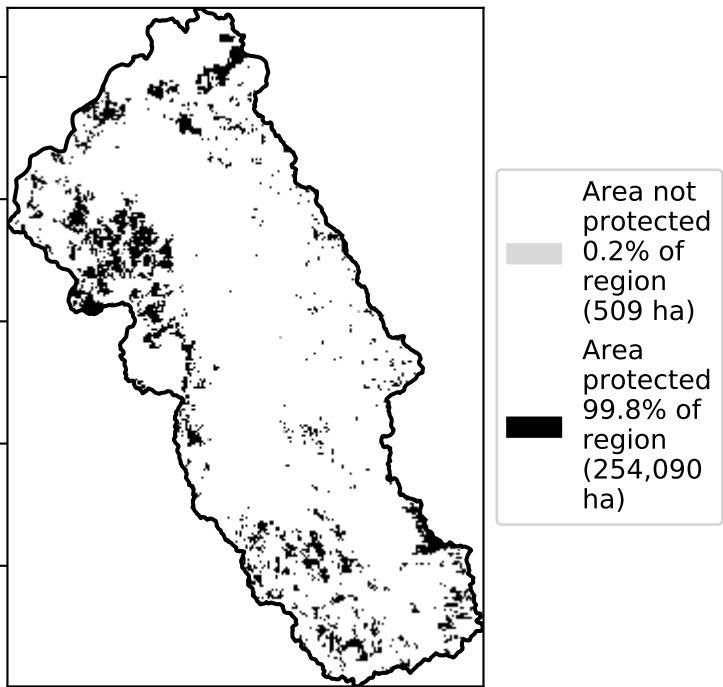 Area not
protected
0.2% of
region
(509 ha)
Area
protected
99.8% of
region
(254,090
ha)